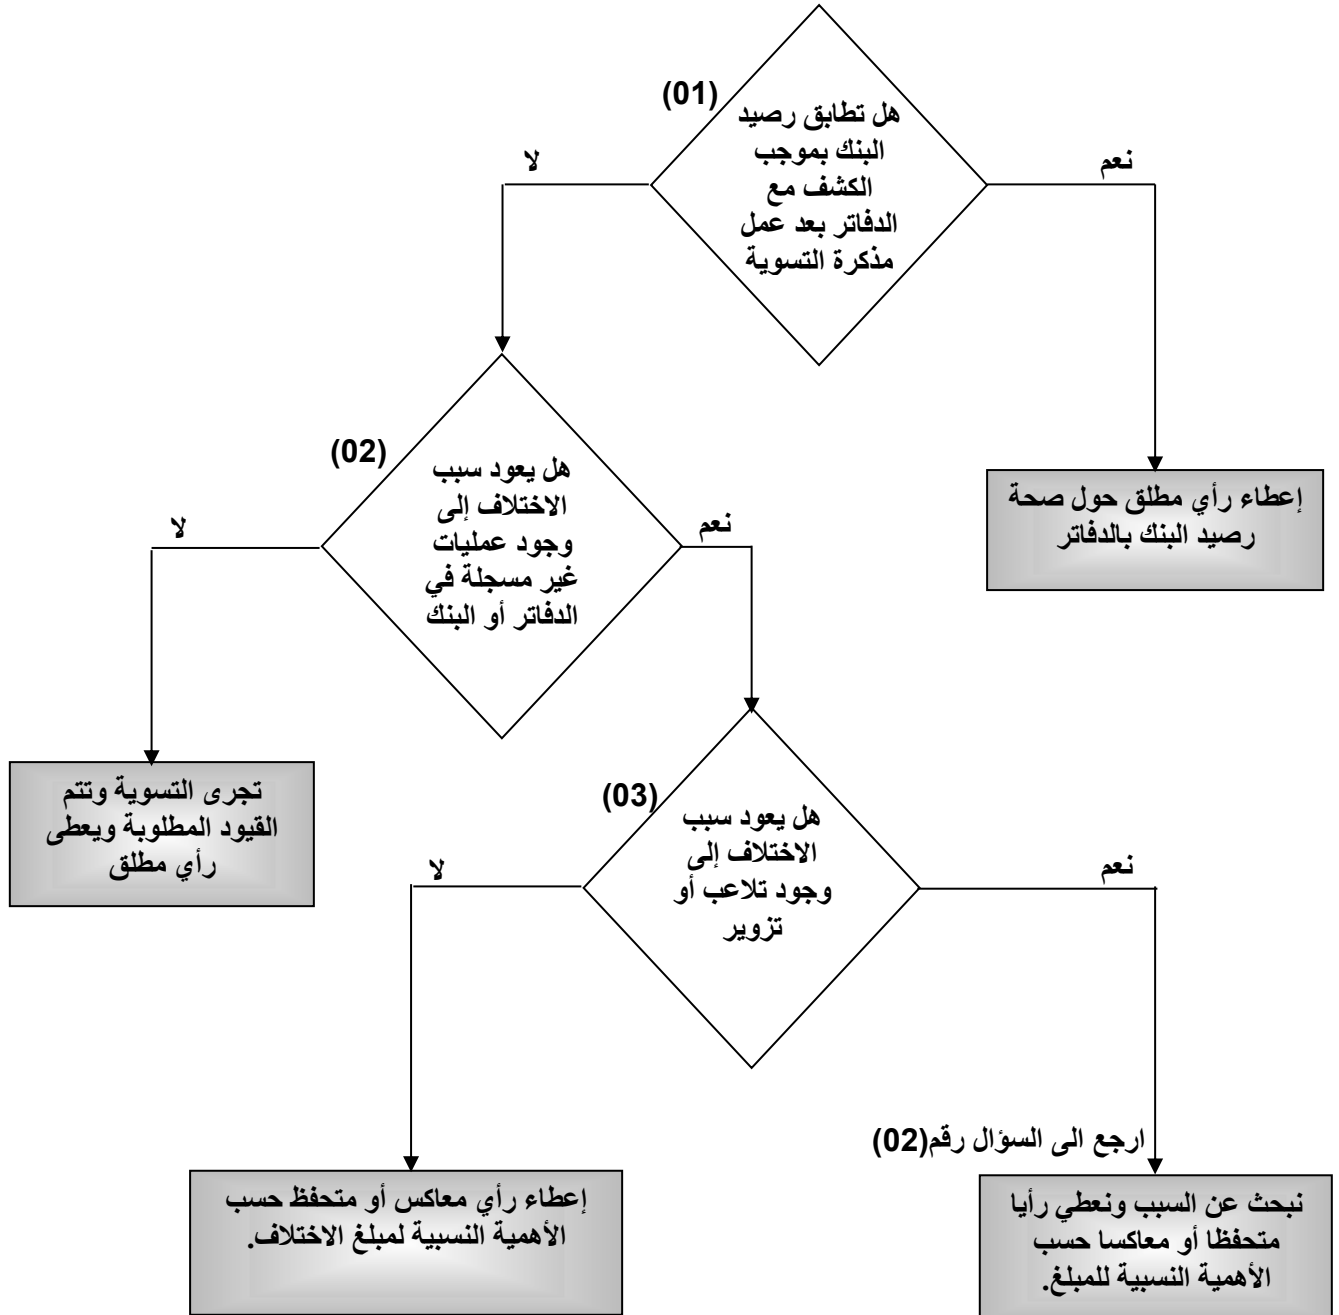 (01)
هل تطابق رصيد
البنك بموجب
الكشف مع
الدفاتر بعد عمل
مذكرة التسوية
نعم
لا
إعطاء رأي مطلق حول صحة
رصيد البنك بالدفاتر
(02)
هل يعود سبب
الاختلاف إلى
وجود عمليات
غير مسجلة في
الدفاتر أو البنك
نعم
لا
تجرى التسوية وتتم
القيود المطلوبة ويعطى
رأي مطلق
(03)
هل يعود سبب
الاختلاف إلى
وجود تلاعب أو
تزوير
نعم
لا
ارجع الى السؤال رقم(02)
نبحث عن السبب ونعطي رأيا
متحفظا أو معاكسا حسب
الأهمية النسبية للمبلغ.
إعطاء رأي معاكس أو متحفظ حسب
الأهمية النسبية لمبلغ الاختلاف.